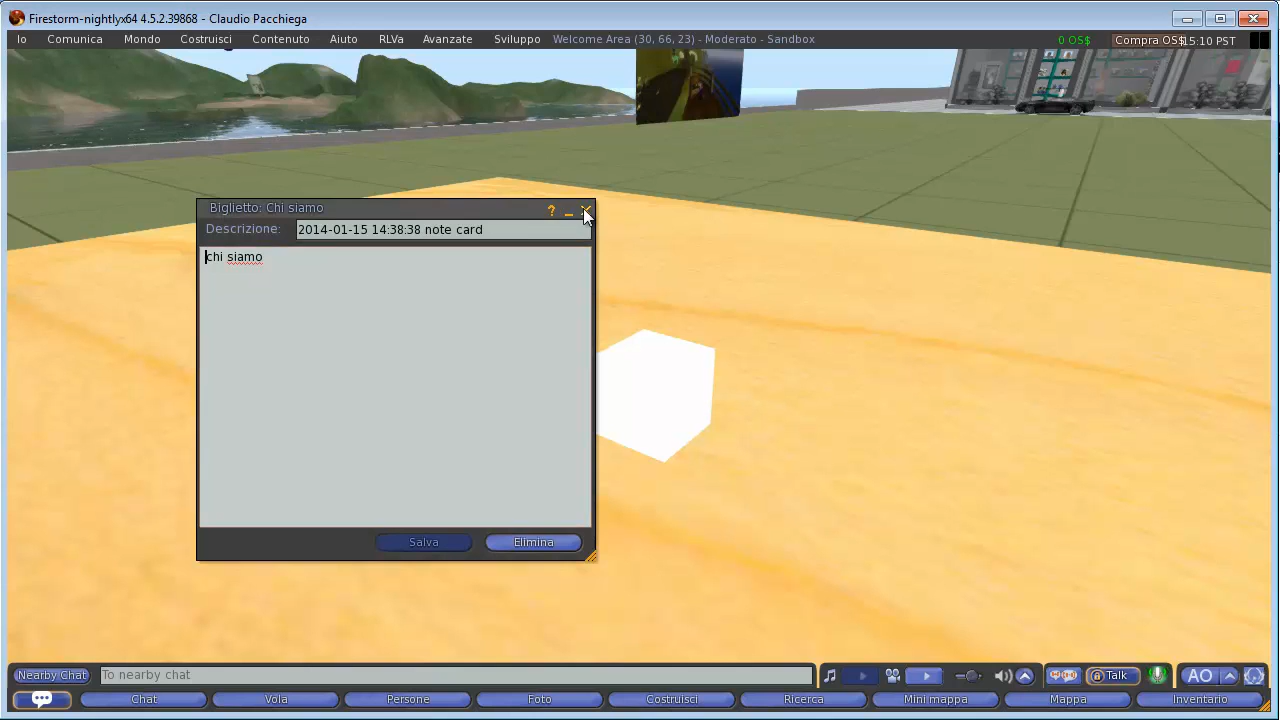 Firestorm-nightlyx64 4.5.2.39868 - Claudio Pacchiega
Io Comunica Mondo Costruisci Contenuto Aiuto RLVa Avanzate Sviluppo Welcome Area (30, 66, 23) - Moderato - Sandbox 0 OS$ Compra OS$ 15:10 PST
Biglietto: Chi siamo ?
Descrizione: 2014-01-15 14:38:38 note card
chi siamo
Salva Elimina
Nearby Chat To nearby chat Talk AO
Chat Vola Persone Foto Costruisci Ricerca Mini mappa Mappa Inventario